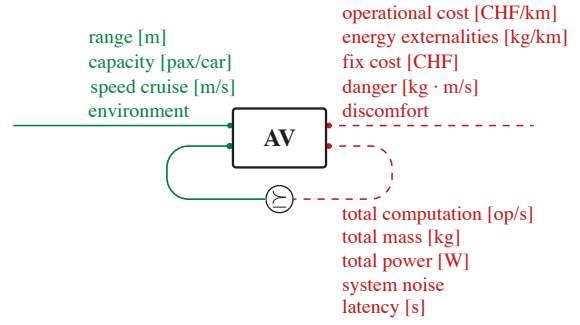 range [m]
capacity [pax/car]
speed cruise [m/s]
environment
operational cost [CHF/km]
energy externalities [kg/km]
fix cost [CHF]
danger [kg · m/s]
discomfort
AV
≽
total computation [op/s]
total mass [kg]
total power [W]
system noise
latency [s]